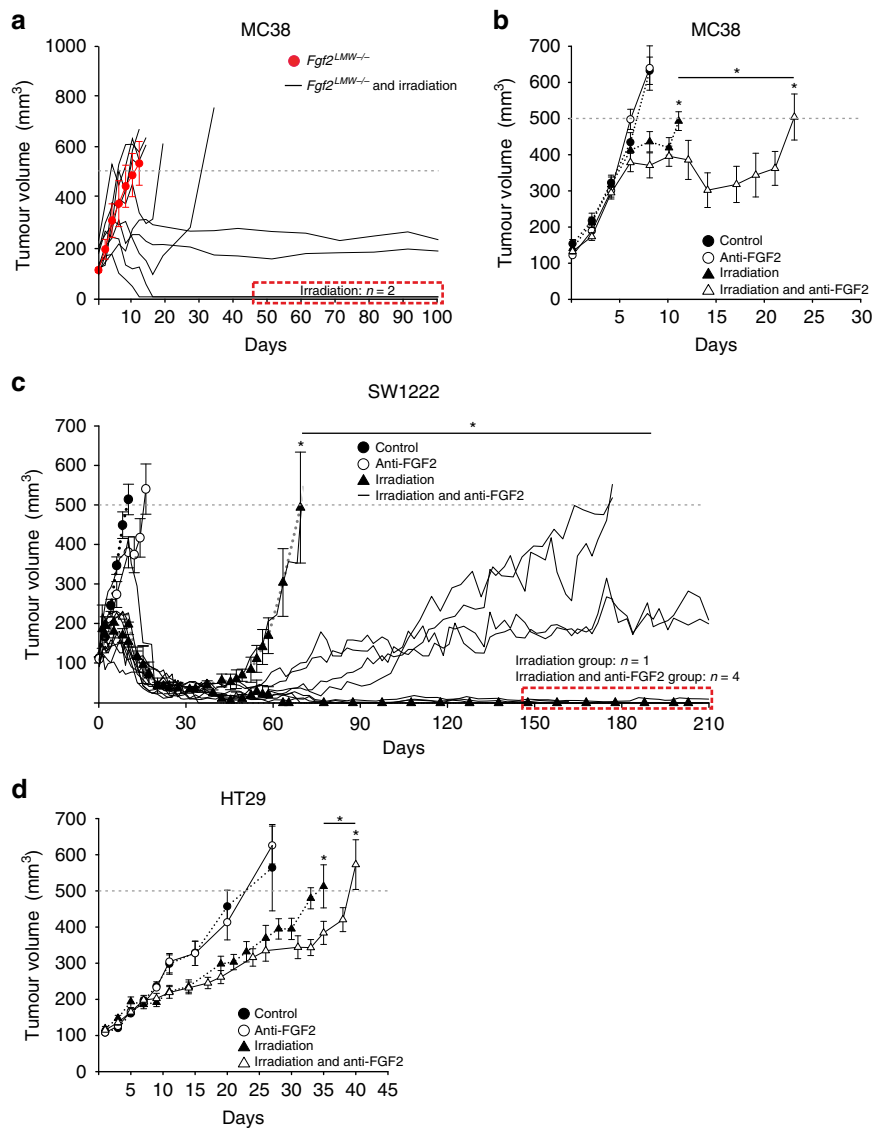 a
MC38
Tumour volume (mm³)
1000
800
600
400
200
0
Fgf2LMW–/–
Fgf2LMW–/– and irradiation
Irradiation: n = 2
10 20 30 40 50 60 70 80 90 100
Days
b
MC38
Tumour volume (mm³)
700
600
500
400
300
200
100
0
*
*
*
Control
Anti-FGF2
Irradiation
Irradiation and anti-FGF2
5 10 15 20 25 30
Days
c
SW1222
Tumour volume (mm³)
700
600
500
400
300
200
100
0
*
*
Control
Anti-FGF2
Irradiation
Irradiation and anti-FGF2
Irradiation group: n = 1
Irradiation and anti-FGF2 group: n = 4
0 30 60 90 120 150 180 210
Days
d
HT29
Tumour volume (mm³)
700
600
500
400
300
200
100
0
*
*
*
Control
Anti-FGF2
Irradiation
Irradiation and anti-FGF2
5 10 15 20 25 30 35 40 45
Days